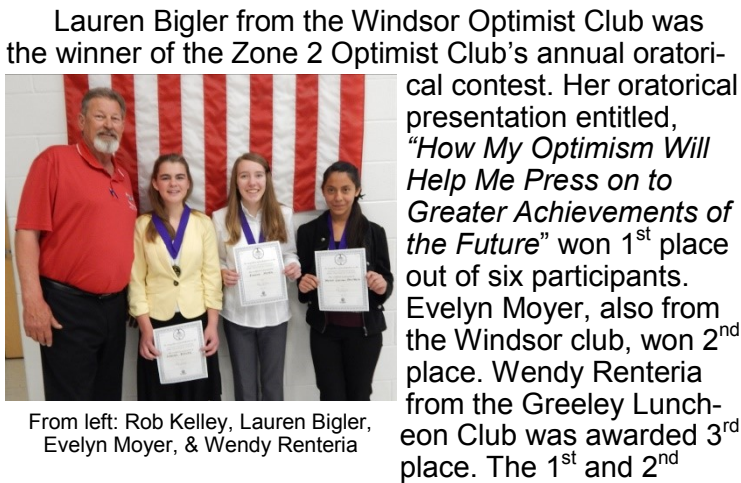 Lauren Bigler from the Windsor Optimist Club was
the winner of the Zone 2 Optimist Club’s annual oratori-
cal contest. Her oratorical
presentation entitled,
“How My Optimism Will
Help Me Press on to
Greater Achievements of
the Future” won 1st place
out of six participants.
Evelyn Moyer, also from
the Windsor club, won 2nd
place. Wendy Renteria
from the Greeley Lunch-
eon Club was awarded 3rd
place. The 1st and 2nd
From left: Rob Kelley, Lauren Bigler,
Evelyn Moyer, & Wendy Renteria